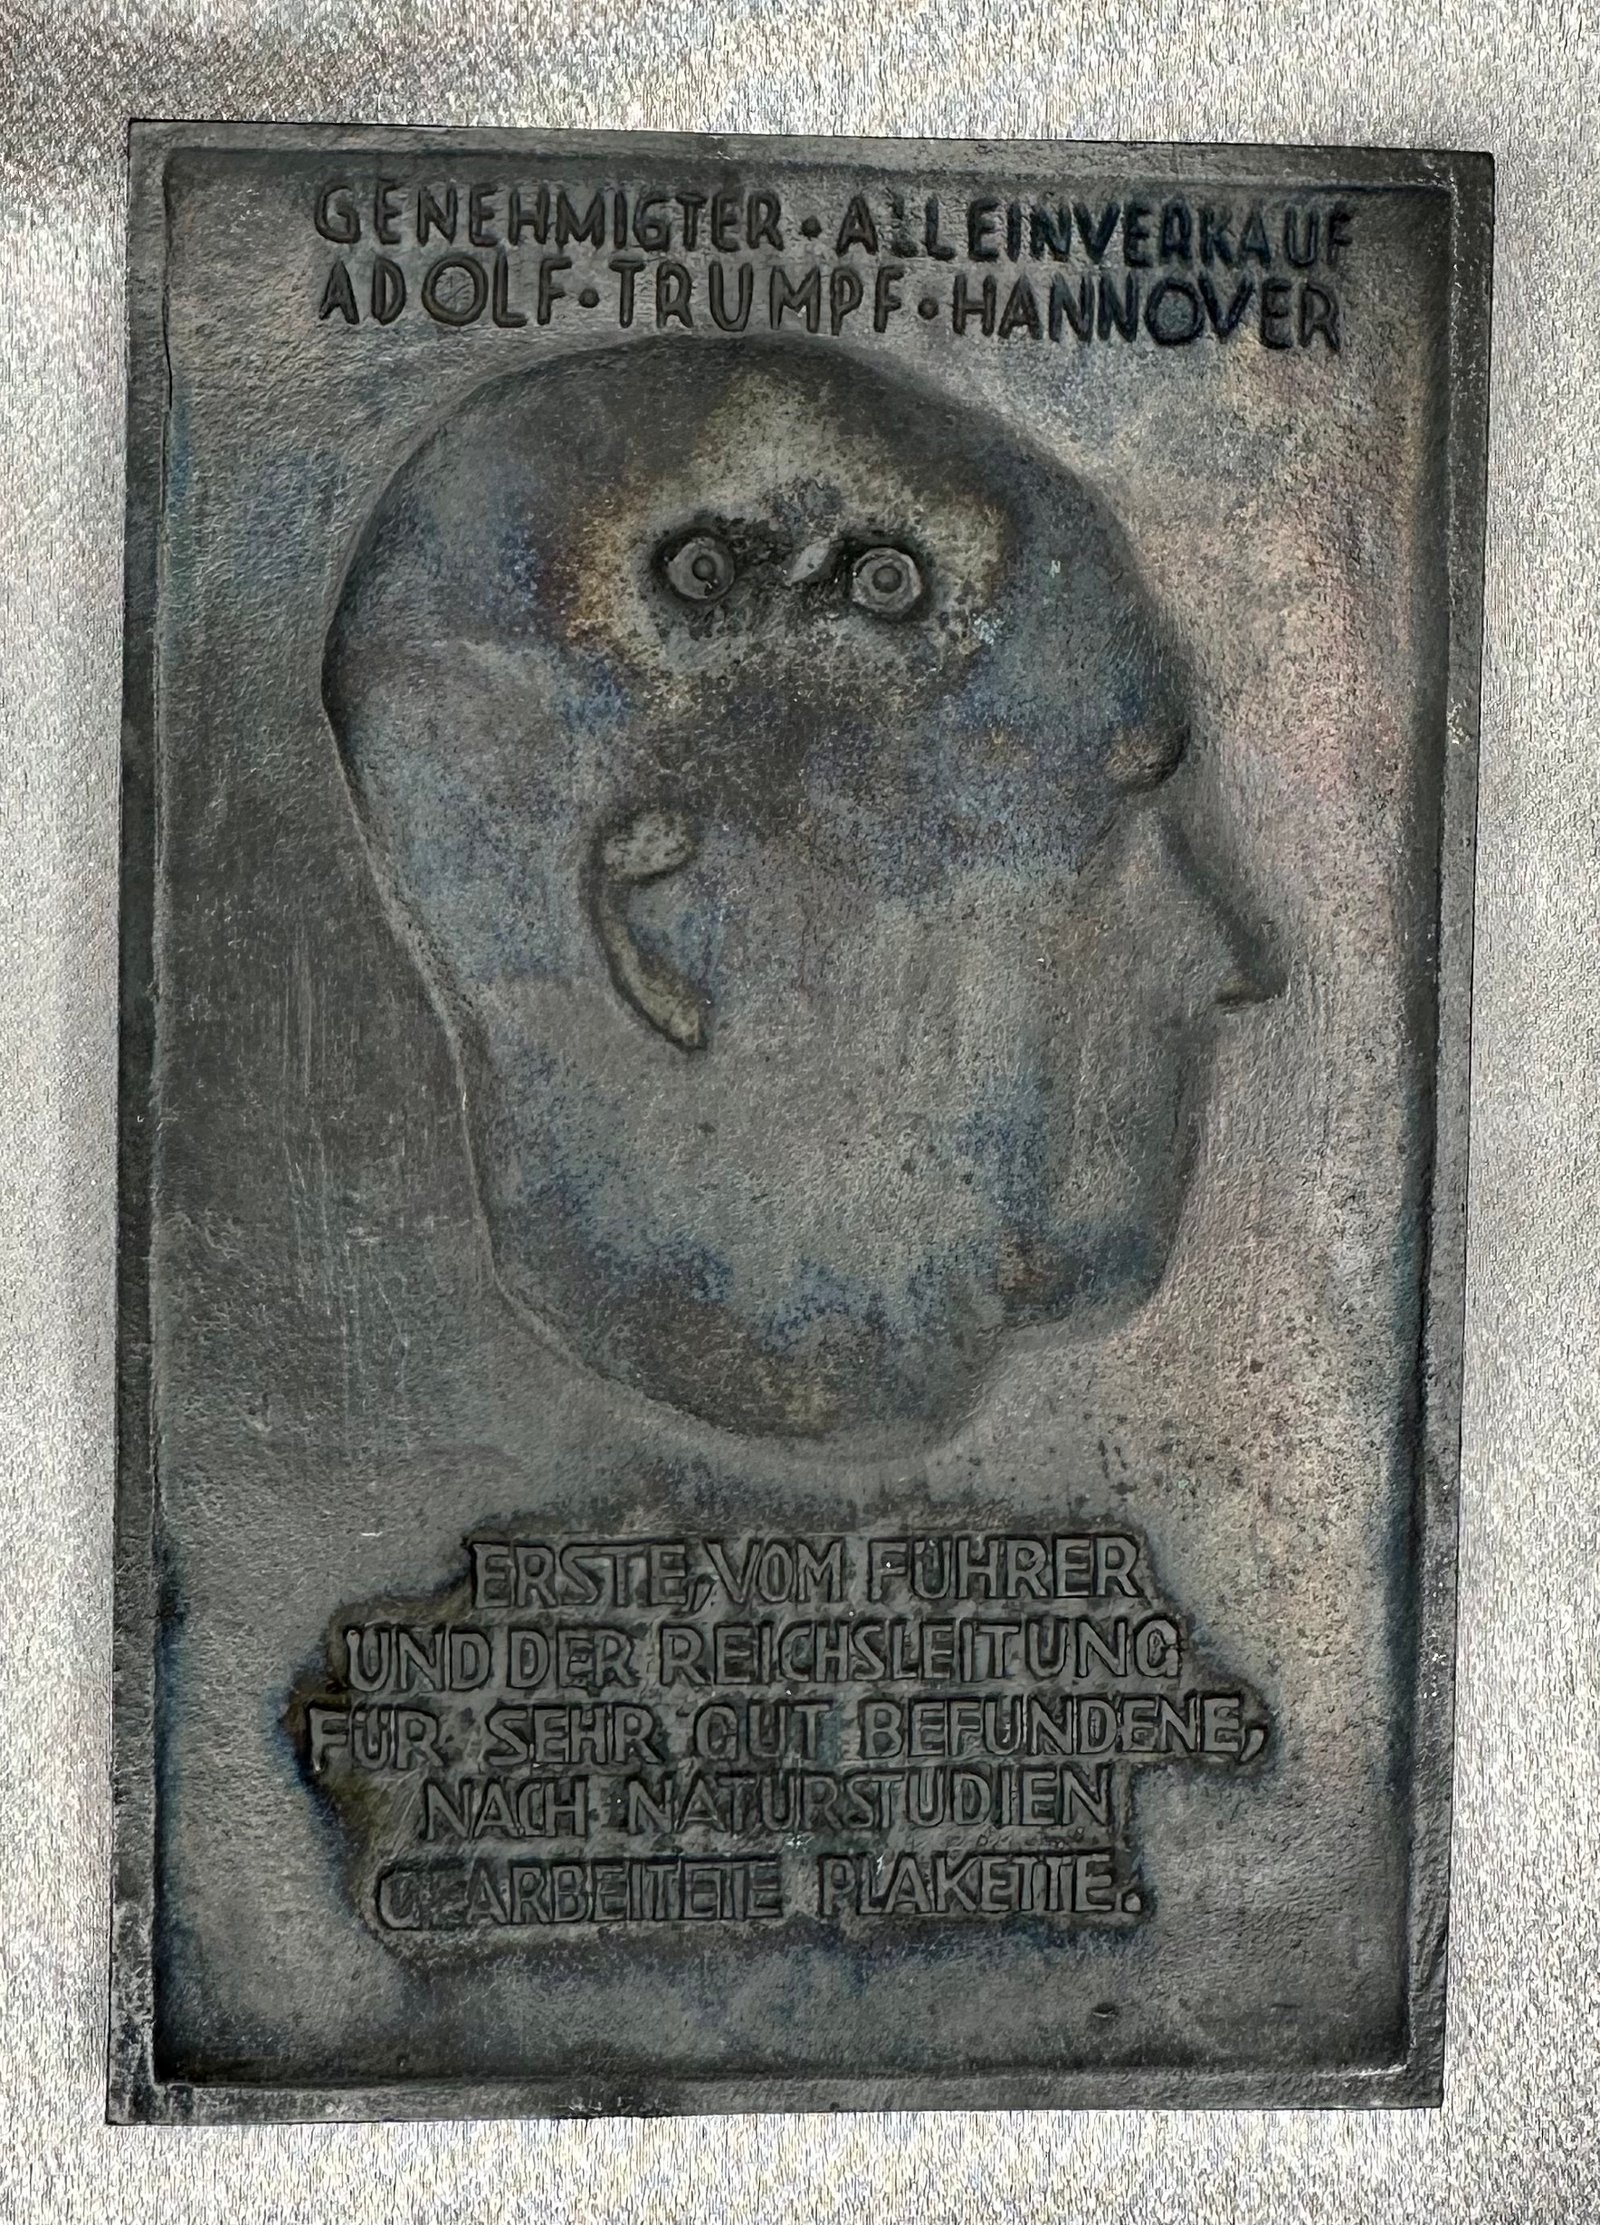 GENEHMIGTER · ALLEINVERKAUF
ADOLF · TRUMPF · HANNOVER
ERSTE, VOM FÜHRER
UND DER REICHSLEITUNG
FÜR SEHR GUT BEFUNDENE,
NACH NATURSTUDIEN
GEARBEITETE PLAKETTE.